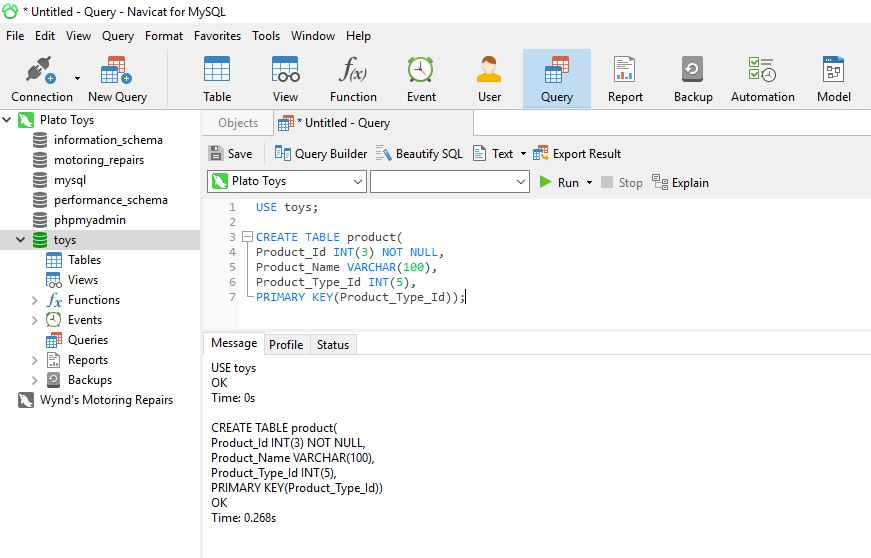 * Untitled - Query - Navicat for MySQL
File Edit View Query Format Favorites Tools Window Help
Connection New Query Table View Function Event User Query Report Backup Automation Model
f(x)
Plato Toys
information_schema
motoring_repairs
mysql
performance_schema
phpmyadmin
toys
Tables
Views
fx Functions
Events
Queries
Reports
Backups
Wynd's Motoring Repairs
Objects * Untitled - Query
Save Query Builder Beautify SQL Text Export Result
Plato Toys Run Stop Explain
1 USE toys;
2
3 CREATE TABLE product(
4 Product_Id INT(3) NOT NULL,
5 Product_Name VARCHAR(100),
6 Product_Type_Id INT(5),
7 PRIMARY KEY(Product_Type_Id));
Message Profile Status
USE toys
OK
Time: 0s
CREATE TABLE product(
Product_Id INT(3) NOT NULL,
Product_Name VARCHAR(100),
Product_Type_Id INT(5),
PRIMARY KEY(Product_Type_Id))
OK
Time: 0.268s